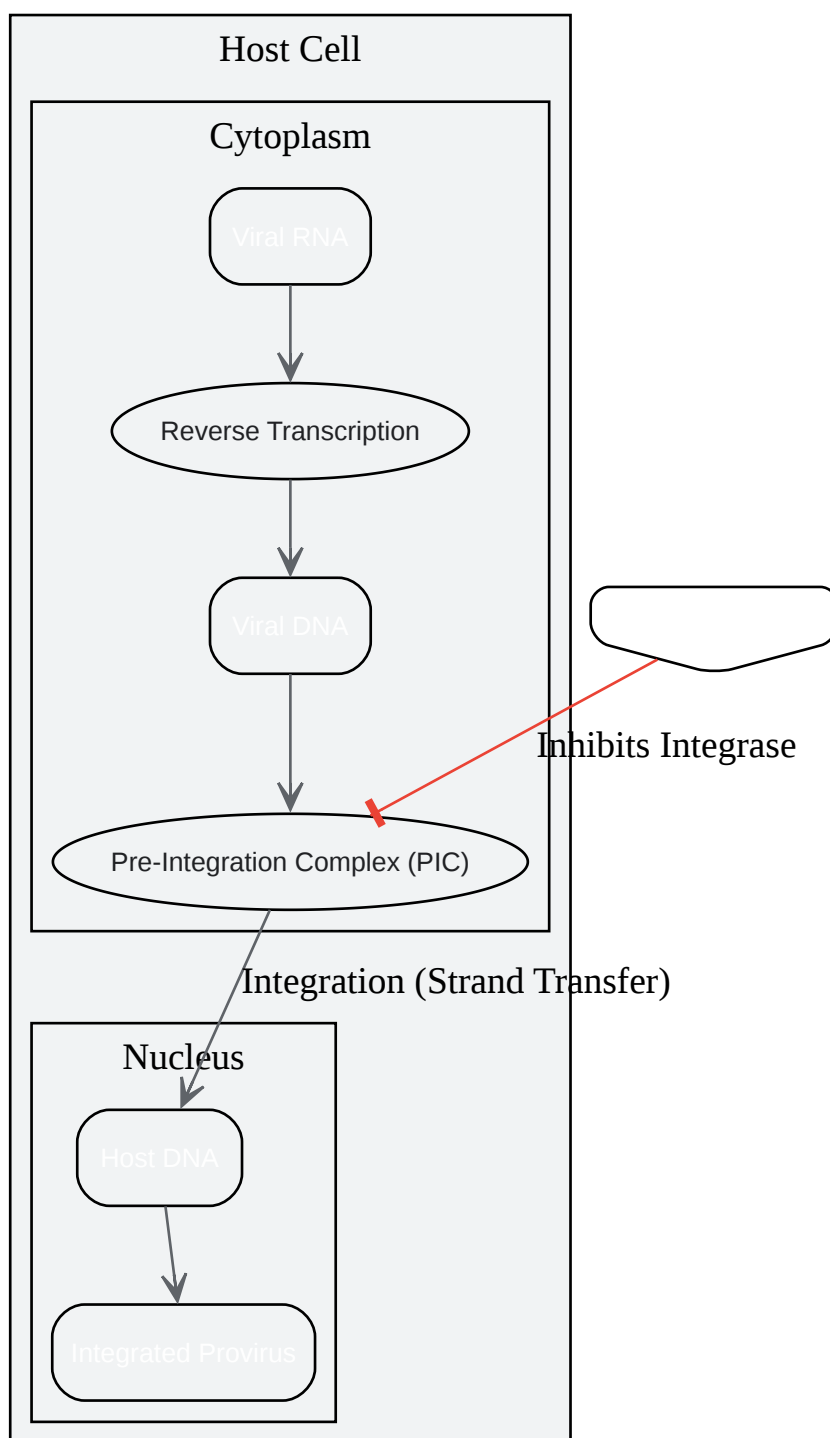 Host Cell
Cytoplasm
Viral RNA
Reverse Transcription
Viral DNA
Inhibits Integrase
Pre-Integration Complex (PIC)
Integration (Strand Transfer)
Nucleus
Host DNA
Integrated Provirus